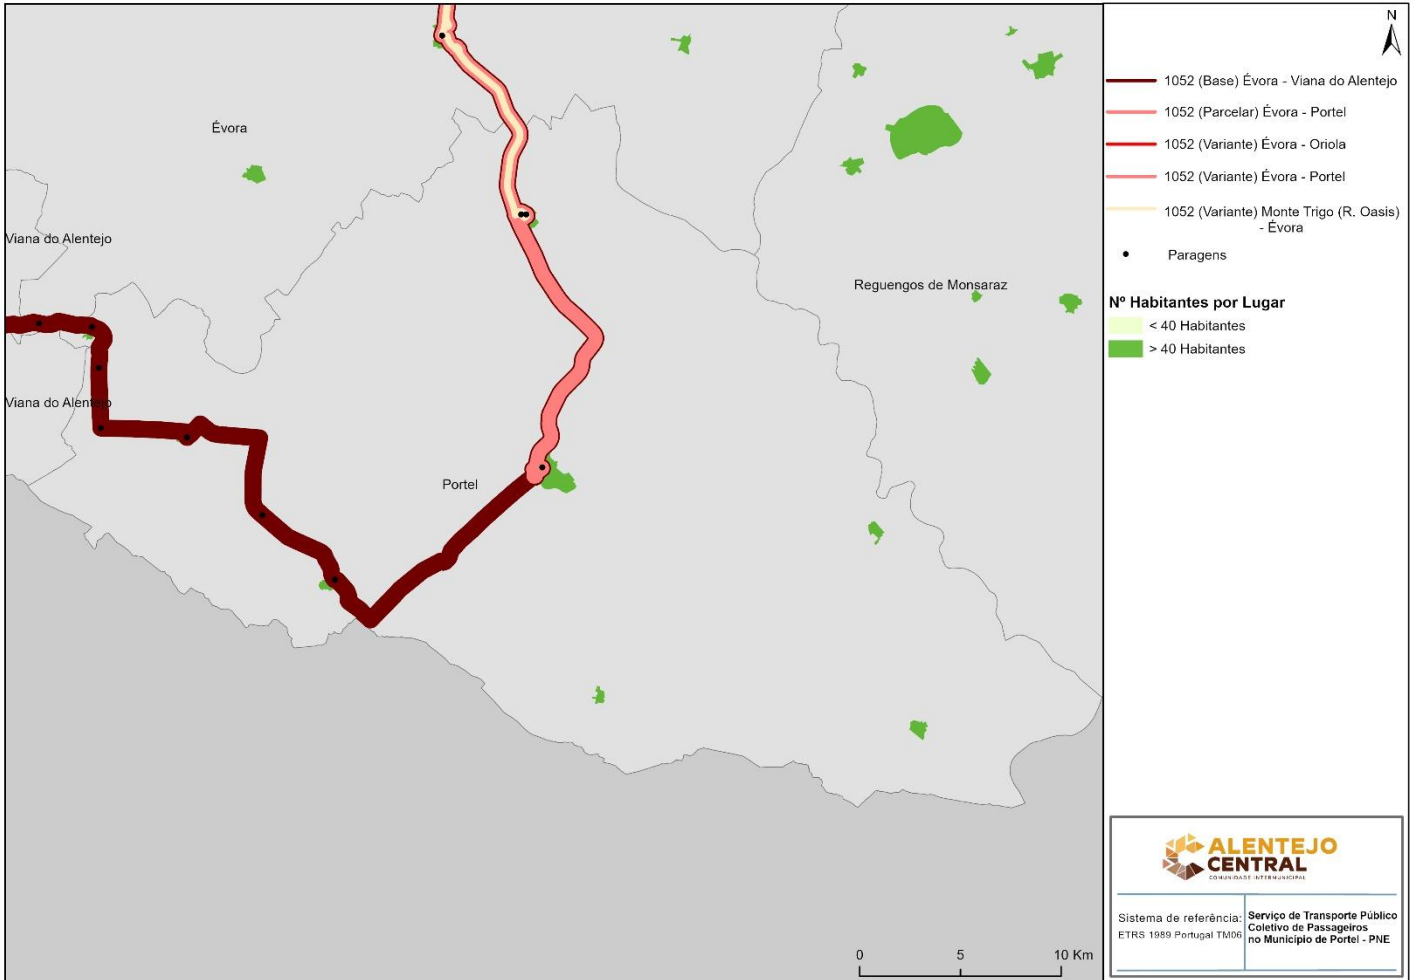 N
1052 (Base) Évora - Viana do Alentejo
1052 (Parcelar) Évora - Portel
1052 (Variante) Évora - Oriola
1052 (Variante) Évora - Portel
1052 (Variante) Monte Trigo (R. Oasis)
- Évora
Paragens
Nº Habitantes por Lugar
< 40 Habitantes
> 40 Habitantes
Évora
Viana do Alentejo
Reguengos de Monsaraz
Viana do Alentejo
Portel
0 5 10 Km
ALENTEJO
CENTRAL
COMUNIDADE INTERMUNICIPAL
Sistema de referência:
ETRS 1989 Portugal TM06
Serviço de Transporte Público
Coletivo de Passageiros
no Município de Portel - PNE